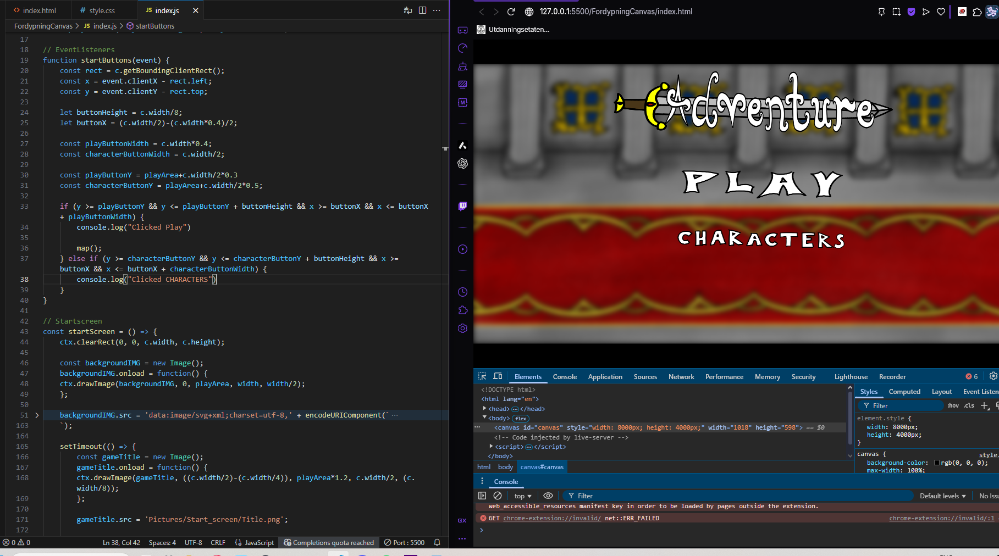 index.html
style.css
index.js
FordypningCanvas > index.js > startButtons
17
18 // EventListeners
19 function startButtons(event) {
20 const rect = c.getBoundingClientRect();
21 const x = event.clientX - rect.left;
22 const y = event.clientY - rect.top;
23
24 let buttonHeight = c.width/8;
25 let buttonX = (c.width/2)-(c.width*0.4)/2;
26
27 const playButtonWidth = c.width*0.4;
28 const characterButtonWidth = c.width/2;
29
30 const playButtonY = playArea+c.width/2*0.3
31 const characterButtonY = playArea+c.width/2*0.5;
32
33 if (y >= playButtonY && y <= playButtonY + buttonHeight && x >= buttonX && x <= buttonX
+ playButtonWidth) {
34 console.log("Clicked Play")
35
36 map();
37 } else if (y >= characterButtonY && y <= characterButtonY + buttonHeight && x >=
buttonX && x <= buttonX + characterButtonWidth) {
38 console.log("Clicked CHARACTERS")
39 }
40 }
41
42 // Startscreen
43 const startScreen = () => {
44 ctx.clearRect(0, 0, c.width, c.height);
45
46 const backgroundIMG = new Image();
47 backgroundIMG.onload = function() {
48 ctx.drawImage(backgroundIMG, 0, playArea, width, width/2);
49 };
50
51 backgroundIMG.src = 'data:image/svg+xml;charset=utf-8,' + encodeURIComponent(` ⋯
163 `);
164
165 setTimeout(() => {
166 const gameTitle = new Image();
167 gameTitle.onload = function() {
168 ctx.drawImage(gameTitle, ((c.width/2)-(c.width/4)), playArea*1.2, c.width/2, (c.
width/8));
169 };
170
171 gameTitle.src = 'Pictures/Start_screen/Title.png';
172
0 0
Ln 38, Col 42
Spaces: 4
UTF-8
CRLF
{} JavaScript
Completions quota reached
Port : 5500
127.0.0.1:5500/FordypningCanvas/index.html
Utdanningsetaten...
GX
Adventure
PLAY
CHARACTERS
Elements
Console
Application
Sources
Network
Performance
Memory
Security
Lighthouse
Recorder
6
<!DOCTYPE html>
<html lang="en">
<head> ⋯ </head>
<body> flex
<canvas id="canvas" style="width: 8000px; height: 4000px;" width="1018" height="598"> == $0
<!-- Code injected by live-server -->
<script> ⋯ </script>
</body>
html body canvas#canvas
Styles
Computed
Layout
Event Listen
Filter
:hov .cls
element.style {
width: 8000px;
height: 4000px;
}
canvas { style.
background-color: rgb(0, 0, 0);
max-width: 100%;
Console
top
Filter
Default levels
No Issu
web_accessible_resources manifest key in order to be loaded by pages outside the extension.
GET chrome-extension://invalid/ net::ERR_FAILED chrome-extension://invalid/:1